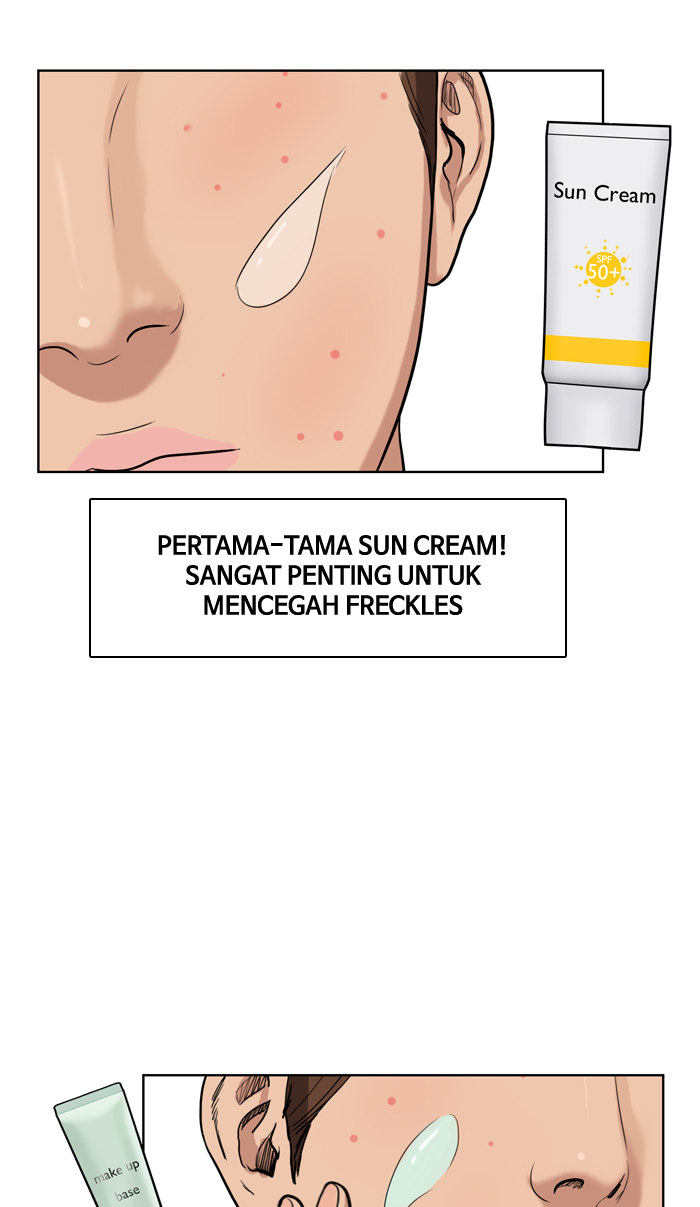 Sun Cream
SPF
50+
PERTAMA-TAMA SUN CREAM!
SANGAT PENTING UNTUK
MENCEGAH FRECKLES
make up
base